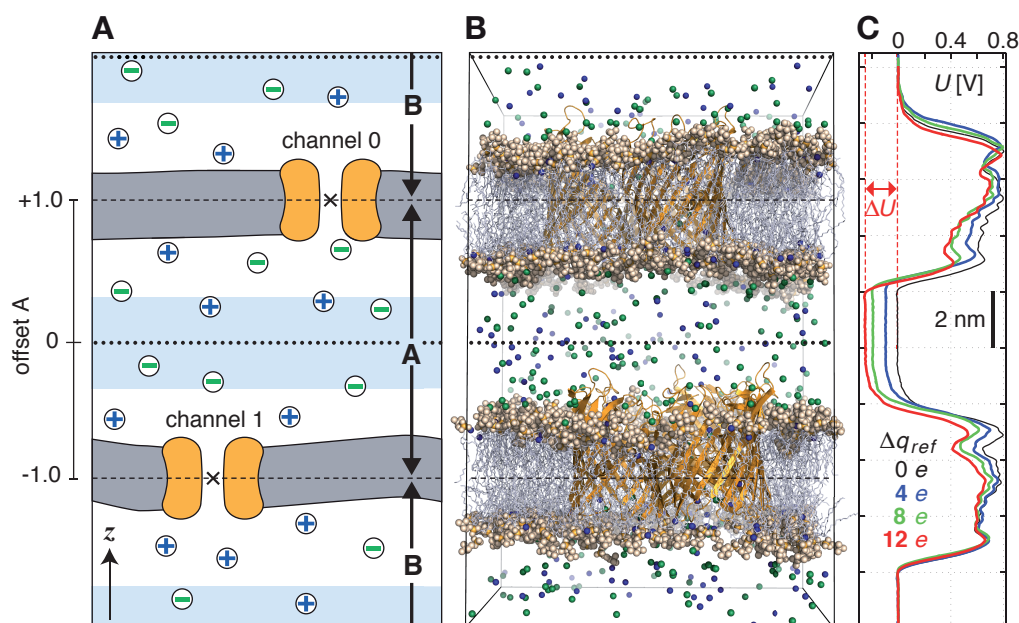 A
B
C
0 0.4 0.8
U [V]
B
channel 0
+1.0
ΔU
offset A
0
A
2 nm
channel 1
-1.0
Δq_ref
0 e
4 e
8 e
12 e
z
B